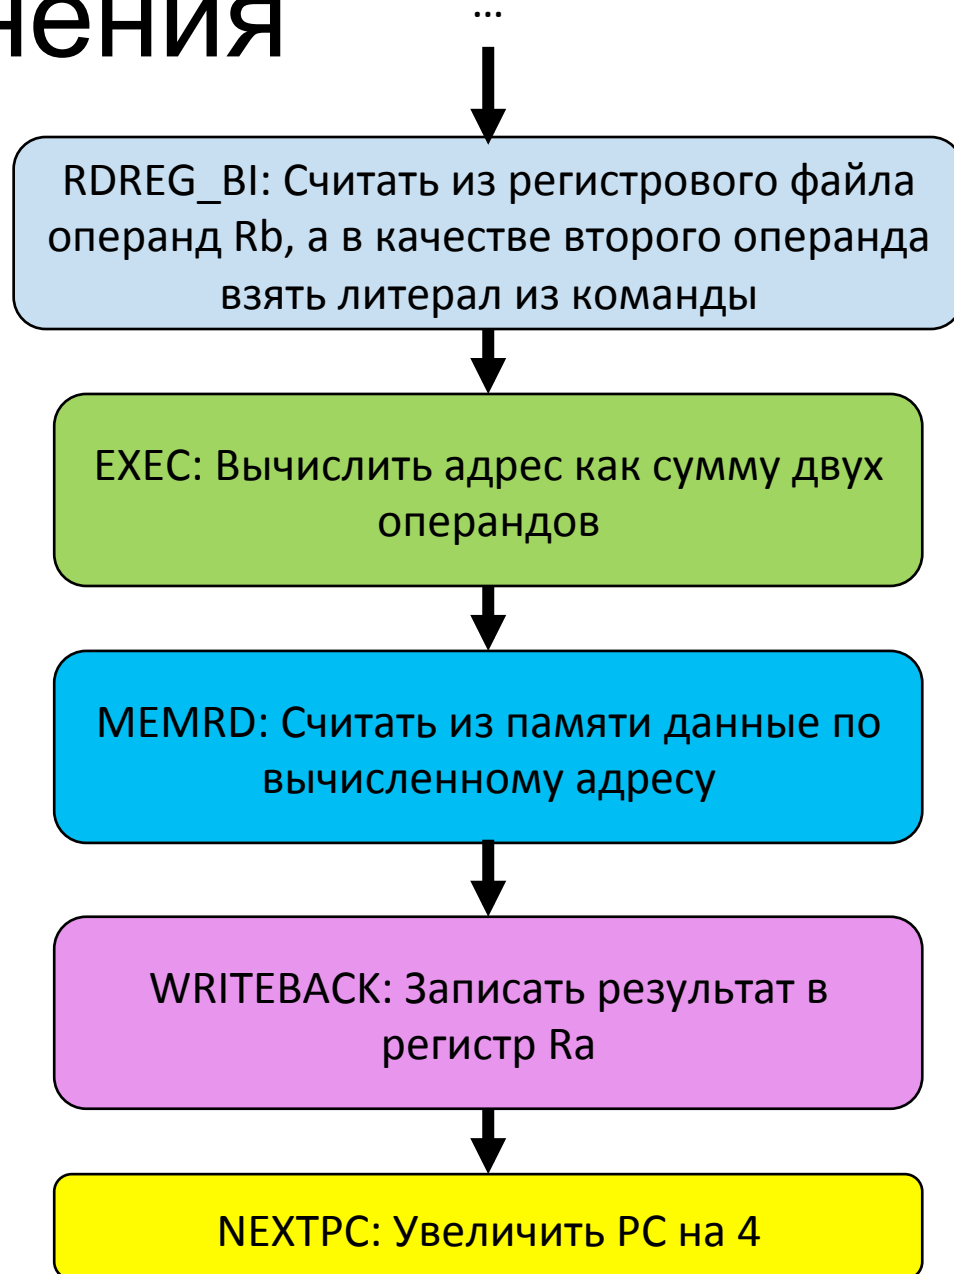 ...
RDREG_BI: Считать из регистрового файла
операнд Rb, а в качестве второго операнда
взять литерал из команды
EXEC: Вычислить адрес как сумму двух
операндов
MEMRD: Считать из памяти данные по
вычисленному адресу
WRITEBACK: Записать результат в
регистр Ra
NEXTPC: Увеличить PC на 4